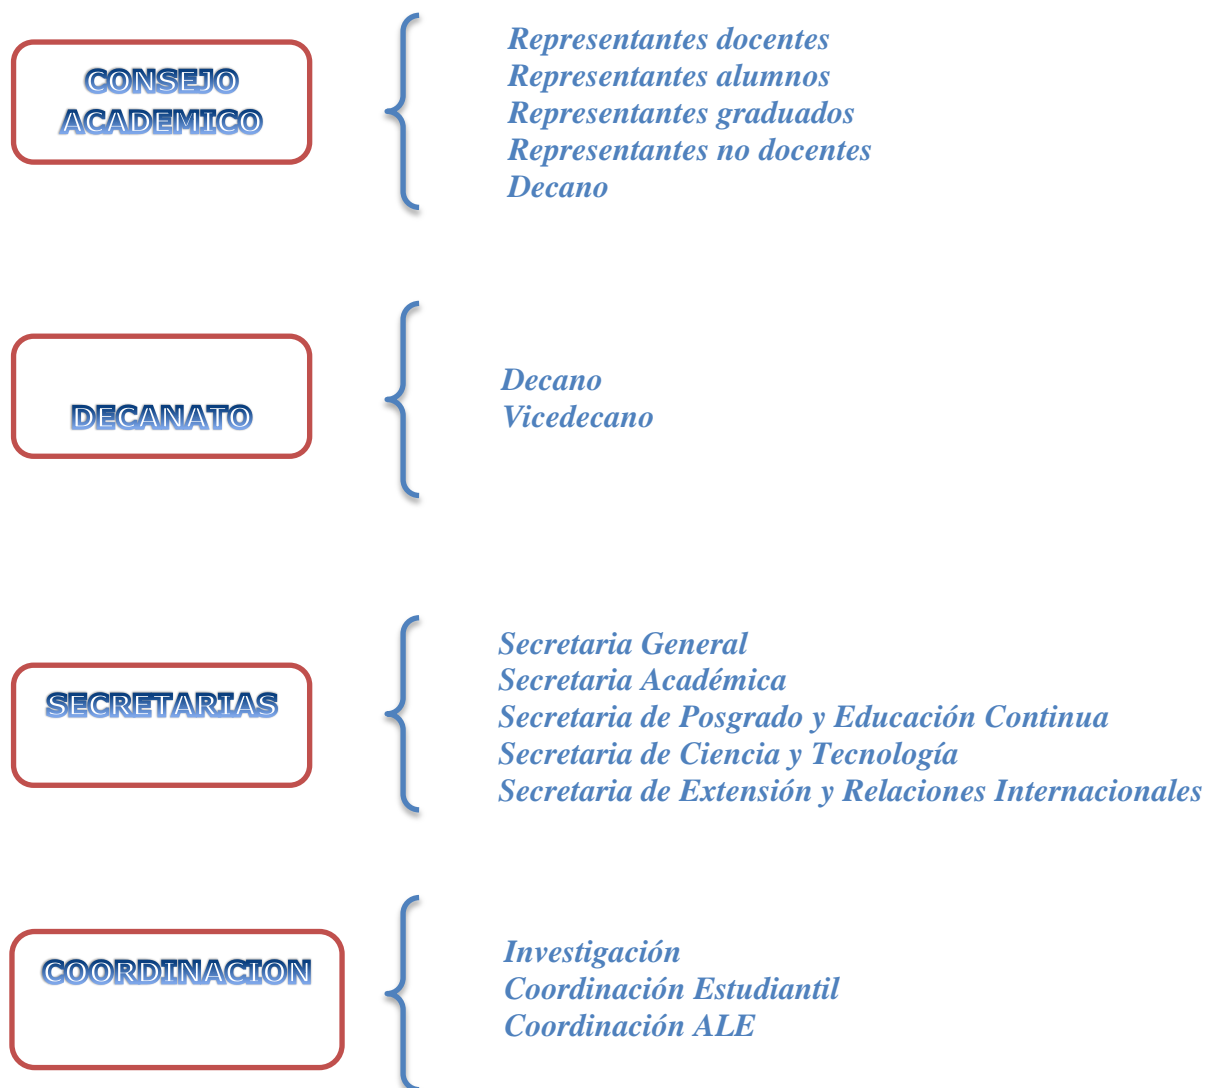 CONSEJO
ACADEMICO
Representantes docentes
Representantes alumnos
Representantes graduados
Representantes no docentes
Decano
DECANATO
Decano
Vicedecano
SECRETARIAS
Secretaria General
Secretaria Académica
Secretaria de Posgrado y Educación Continua
Secretaria de Ciencia y Tecnología
Secretaria de Extensión y Relaciones Internacionales
COORDINACION
Investigación
Coordinación Estudiantil
Coordinación ALE